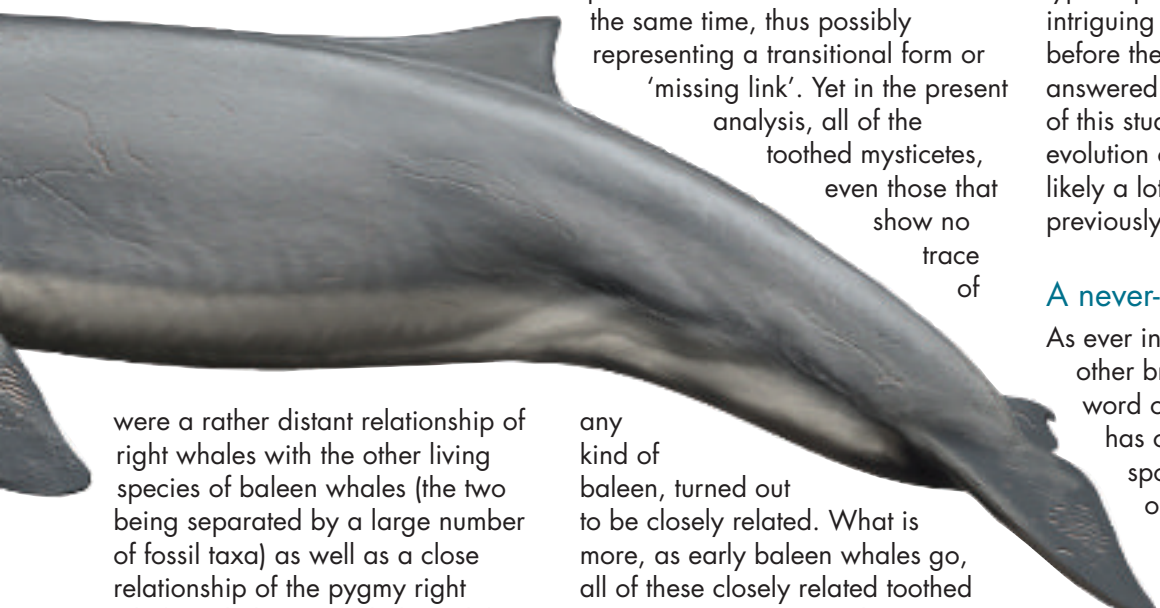 were a rather distant relationship of
right whales with the other living
species of baleen whales (the two
being separated by a large number
of fossil taxa) as well as a close
relationship of the pygmy right
the same time, thus possibly
representing a transitional form or
‘missing link’. Yet in the present
analysis, all of the
toothed mysticetes,
even those that
show no
trace
of
any
kind of
baleen, turned out
to be closely related. What is
more, as early baleen whales go,
all of these closely related toothed
intriguing
before the
answered
of this
evolution
likely a
previously
A never-
As ever in
other
word
has